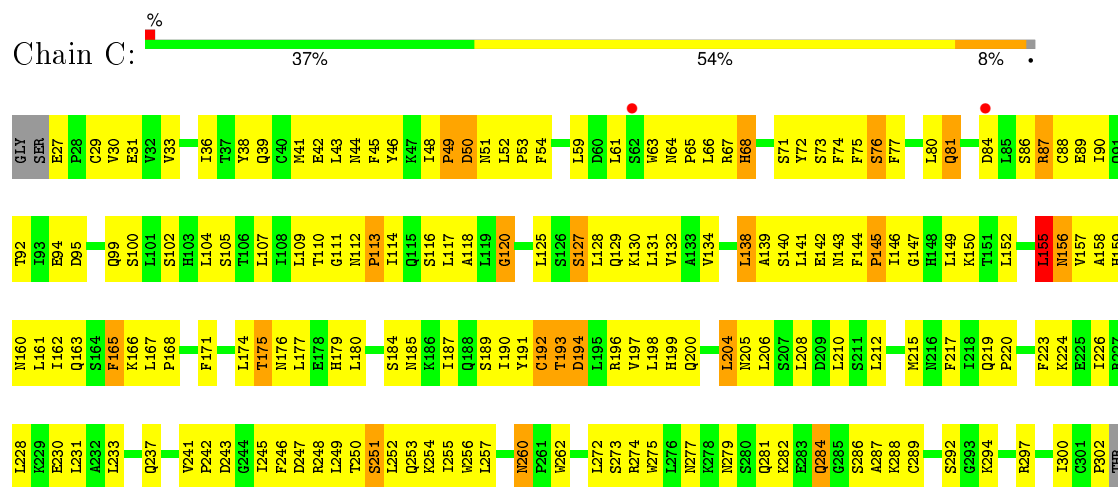 %
Chain C:
37% 54% 8% •
GLY SER E27 P28 C29 V30 E31 V32 V33 I36 T37 Y38 Q39 C40 M41 E42 L43 N44 F45 Y46 K47 I48 P49 D50 N51 L52 P53 F54 L59 D60 L61 S62 W63 N64 P65 L66 R67 H68 S71 Y72 S73 F74 F75 S76 F77 L80 Q81 D84 L85 S86 R87 C88 E89 I90 Q91
T92 I93 E94 D95 Q99 S100 L101 S102 H103 L104 S105 T106 L107 I108 L109 T110 G111 N112 P113 I114 Q115 S116 L117 A118 L119 G120 L125 S126 S127 L128 Q129 K130 L131 V132 A133 V134 L138 A139 S140 L141 E142 N143 F144 P145 I146 G147 H148 L149 K150 T151 L152 L155 N156 V157 A158 H159
N160 L161 I162 Q163 S164 F165 K166 L167 P168 F171 L174 T175 N176 L177 E178 H179 L180 S184 N185 K186 I187 Q188 S189 I190 Y191 C192 T193 D194 L195 R196 V197 L198 H199 Q200 L204 N205 L206 S207 L208 D209 L210 S211 L212 M215 N216 F217 I218 Q219 P220 F223 K224 E225 I226 R227
L228 K229 E230 L231 A232 L233 Q237 V241 P242 D243 G244 I245 F246 D247 R248 L249 T250 S251 L252 Q253 K254 I255 W256 L257 N260 P261 W262 L272 S273 R274 W275 L276 N277 K278 N279 S280 Q281 K282 E283 Q284 G285 S286 A287 K288 C289 S292 G293 K294 R297 I300 C301 P302 THR